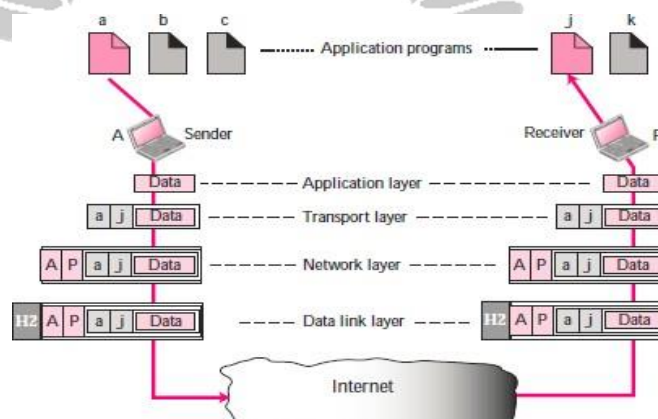 a b c j k
Application programs
A Sender Receiver P
Data Application layer Data
a j Data Transport layer a j Data
A P a j Data Network layer A P a j Data
H2 A P a j Data Data link layer H2 A P a j Data
Internet